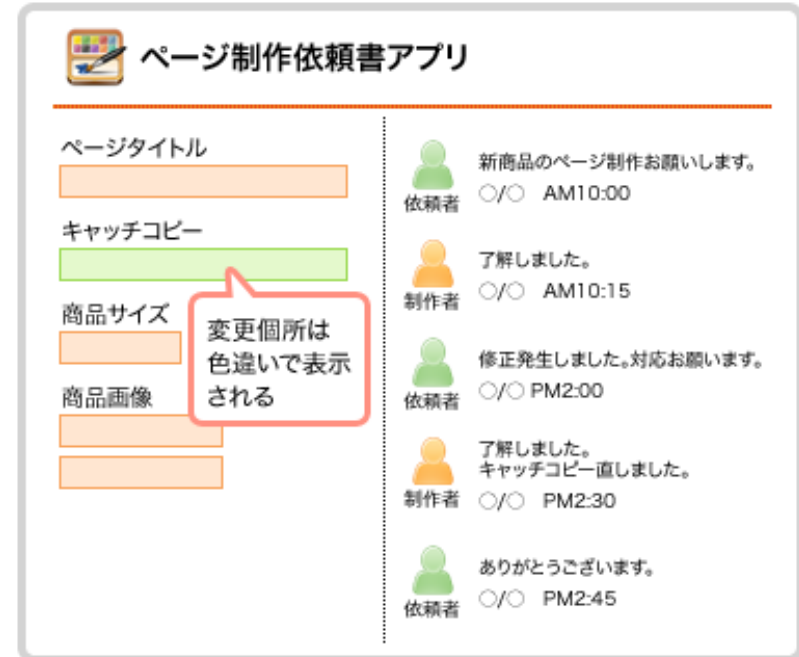 ページ制作依頼書アプリ
ページタイトル
キャッチコピー
変更個所は
色違いで表示
される
商品サイズ
商品画像
新商品のページ制作お願いします。
依頼者
○/○ AM10:00
了解しました。
制作者
○/○ AM10:15
修正発生しました。対応お願います。
依頼者
○/○ PM2:00
了解しました。
キャッチコピー直しました。
制作者
○/○ PM2:30
ありがとうございます。
依頼者
○/○ PM2:45